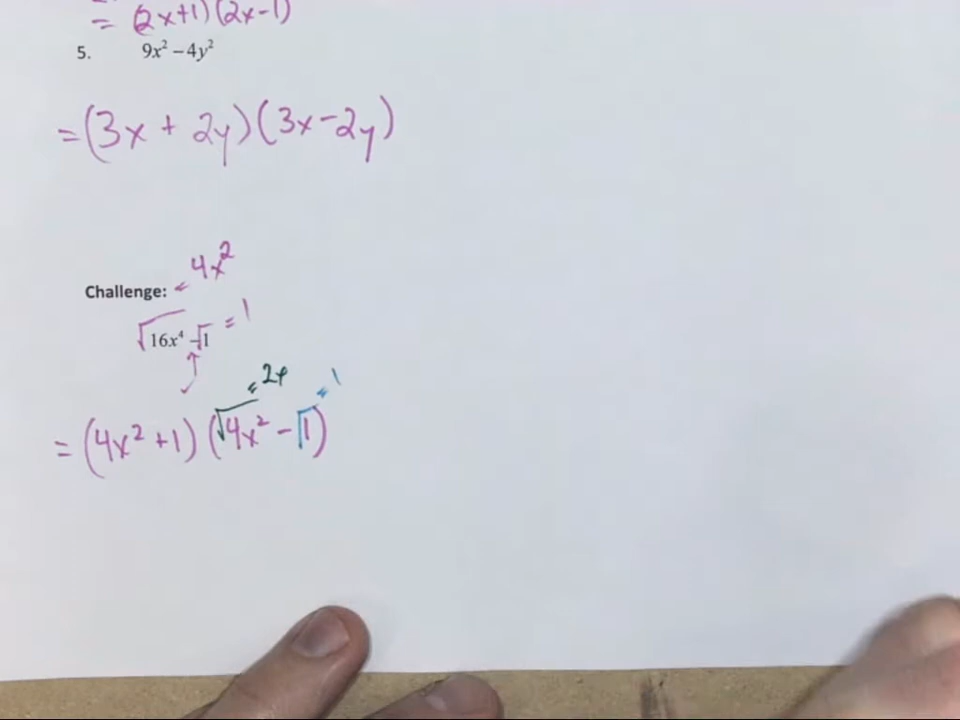 = (2x+1)(2x-1)
5. 9x² – 4y²
= (3x + 2y)(3x - 2y)
= 4x²
Challenge:
√16x⁴ - √1 = 1
= 2x = 1
= (4x² + 1)(√4x² - √1)